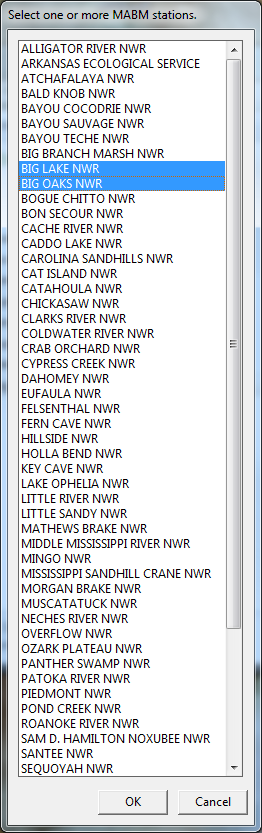 Select one or more MABM stations.
ALLIGATOR RIVER NWR
ARKANSAS ECOLOGICAL SERVICE
ATCHAFALAYA NWR
BALD KNOB NWR
BAYOU COCODRIE NWR
BAYOU SAUVAGE NWR
BAYOU TECHE NWR
BIG BRANCH MARSH NWR
BIG LAKE NWR
BIG OAKS NWR
BOGUE CHITTO NWR
BON SECOUR NWR
CACHE RIVER NWR
CADDO LAKE NWR
CAROLINA SANDHILLS NWR
CAT ISLAND NWR
CATAHOULA NWR
CHICKASAW NWR
CLARKS RIVER NWR
COLDWATER RIVER NWR
CRAB ORCHARD NWR
CYPRESS CREEK NWR
DAHOMEY NWR
EUFAULA NWR
FELSENTHAL NWR
FERN CAVE NWR
HILLSIDE NWR
HOLLA BEND NWR
KEY CAVE NWR
LAKE OPHELIA NWR
LITTLE RIVER NWR
LITTLE SANDY NWR
MATHEWS BRAKE NWR
MIDDLE MISSISSIPPI RIVER NWR
MINGO NWR
MISSISSIPPI SANDHILL CRANE NWR
MORGAN BRAKE NWR
MUSCATATUCK NWR
NECHES RIVER NWR
OVERFLOW NWR
OZARK PLATEAU NWR
PANTHER SWAMP NWR
PATOKA RIVER NWR
PIEDMONT NWR
POND CREEK NWR
ROANOKE RIVER NWR
SAM D. HAMILTON NOXUBEE NWR
SANTEE NWR
SEQUOYAH NWR
OK Cancel